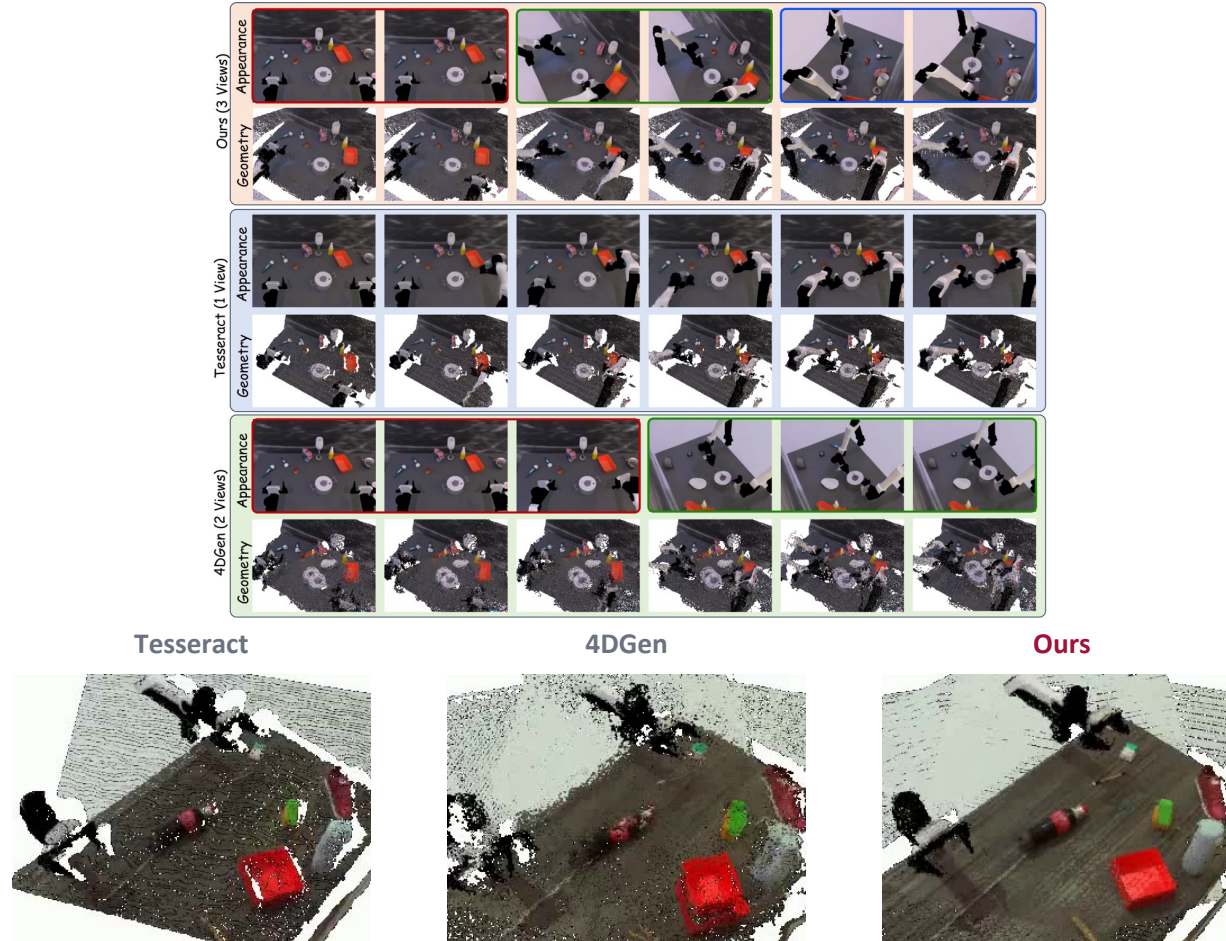 Ours (3 Views)
Appearance
Geometry
Tesseract (1 View)
Appearance
Geometry
4DGen (2 Views)
Appearance
Geometry
Tesseract 4DGen Ours